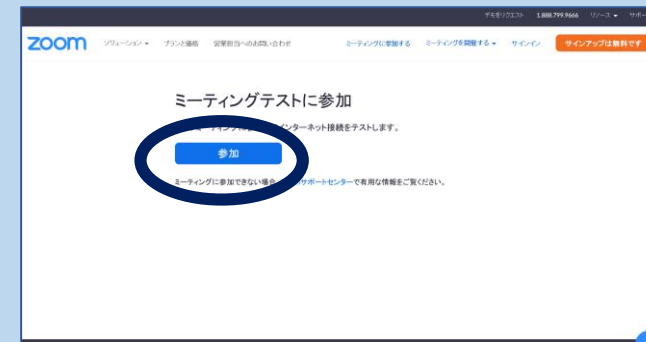 デモをリクエスト 1.888.799.9666 リソース サポー
zoom ソリューション プランと価格 営業担当へのお問い合わせ ミーティングに参加する ミーティングを開催する サインイン サインアップは無料です
ミーティングテストに参加
インターネット接続をテストします。
参加
ミーティングに参加できない場合 サポートセンターで有用な情報をご覧ください。